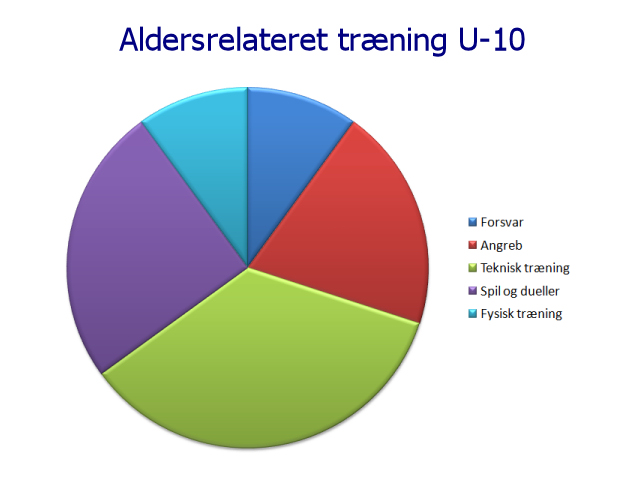 Aldersrelateret træning U-10
Forsvar
Angreb
Teknisk træning
Spil og dueller
Fysisk træning